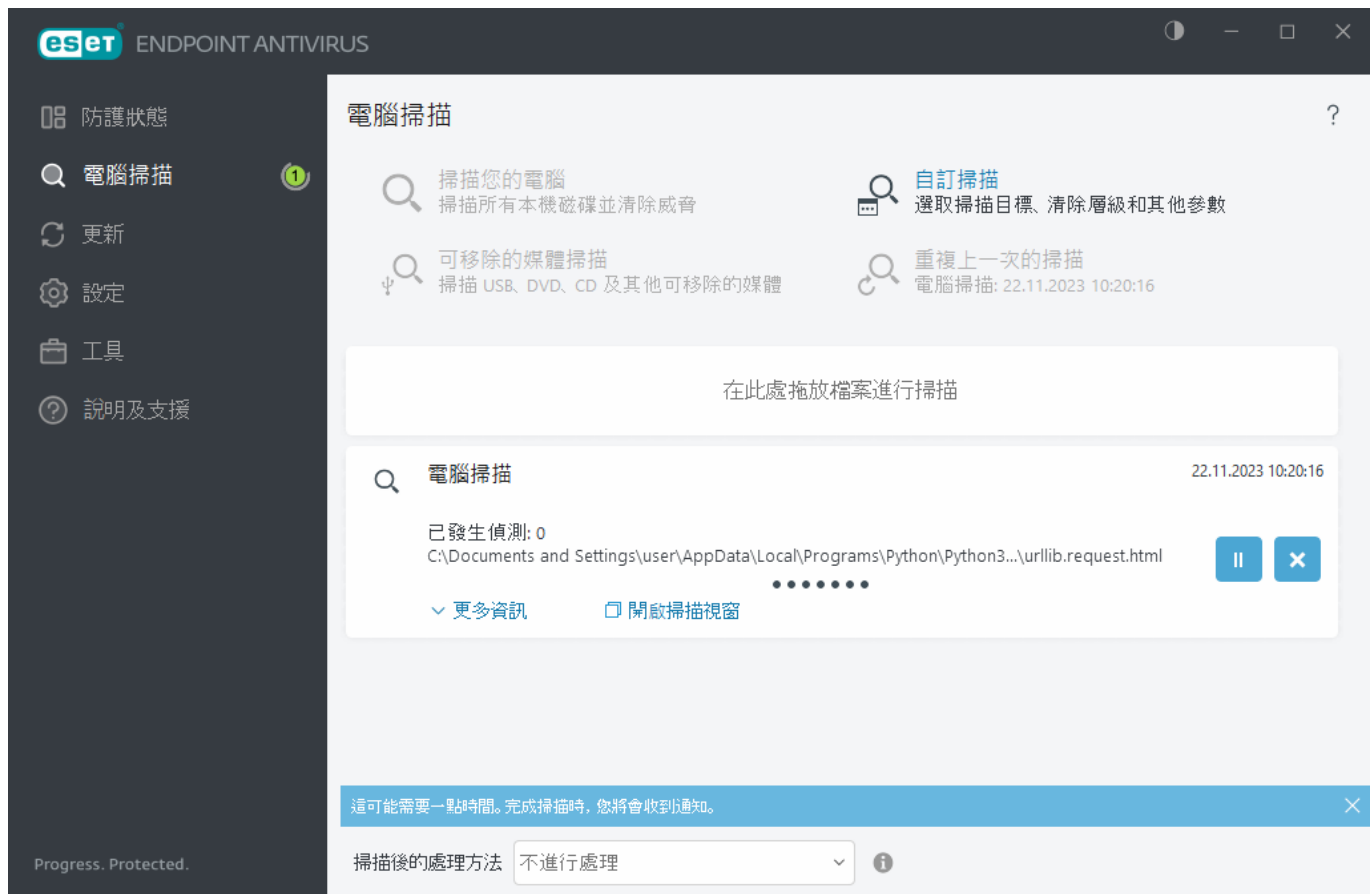 eset ENDPOINT ANTIVIRUS
防護狀態
電腦掃描
1
更新
設定
工具
說明及支援
Progress. Protected.
電腦掃描
?
掃描您的電腦
掃描所有本機磁碟並清除威脅
自訂掃描
選取掃描目標、清除層級和其他參數
可移除的媒體掃描
掃描 USB、DVD、CD 及其他可移除的媒體
重複上一次的掃描
電腦掃描: 22.11.2023 10:20:16
在此處拖放檔案進行掃描
電腦掃描
22.11.2023 10:20:16
已發生偵測: 0
C:\Documents and Settings\user\AppData\Local\Programs\Python\Python3...\urllib.request.html
更多資訊
開啟掃描視窗
這可能需要一點時間。完成掃描時, 您將會收到通知。
掃描後的處理方法 不進行處理